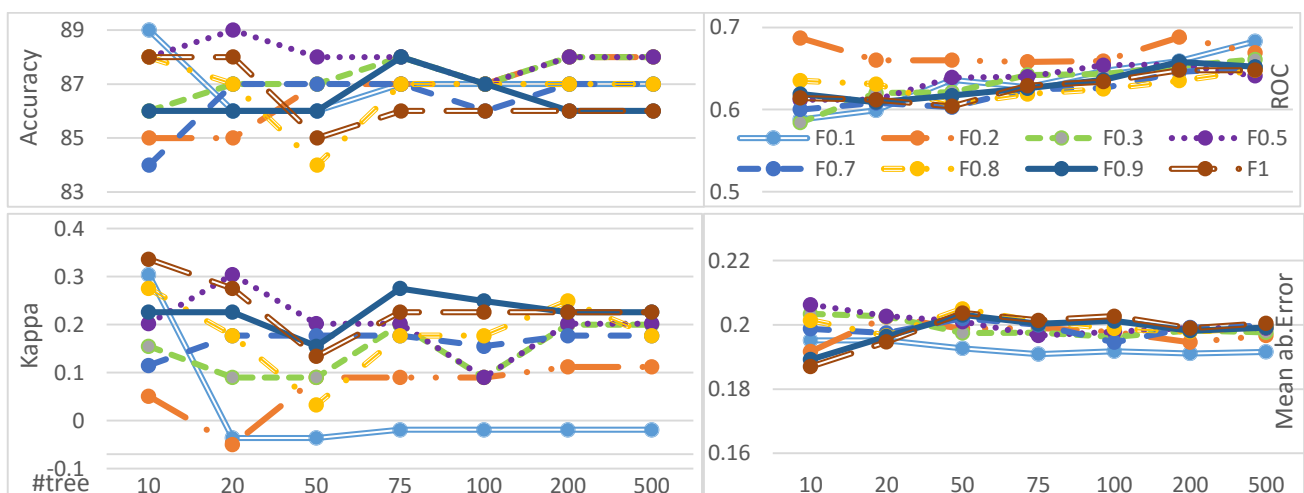 89
87
85
83
Accuracy
0.7
0.6
0.5
ROC
F0.1 F0.2 F0.3 F0.5
F0.7 F0.8 F0.9 F1
0.4
0.3
0.2
0.1
0
-0.1
Kappa
0.22
0.2
0.18
0.16
Mean ab.Error
#tree 10 20 50 75 100 200 500
10 20 50 75 100 200 500